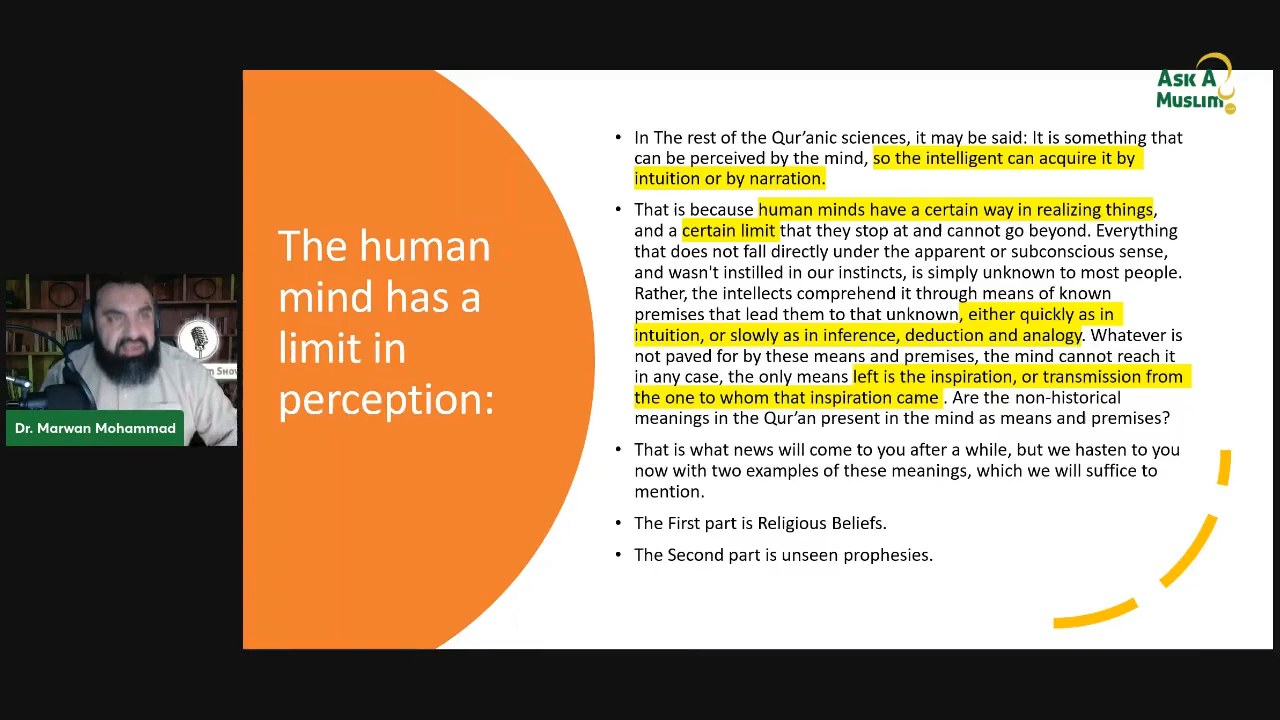 Ask A
Muslim
The human
mind has a
limit in
perception:
• In The rest of the Qur’anic sciences, it may be said: It is something that
can be perceived by the mind, so the intelligent can acquire it by
intuition or by narration.
• That is because human minds have a certain way in realizing things,
and a certain limit that they stop at and cannot go beyond. Everything
that does not fall directly under the apparent or subconscious sense,
and wasn't instilled in our instincts, is simply unknown to most people.
Rather, the intellects comprehend it through means of known
premises that lead them to that unknown, either quickly as in
intuition, or slowly as in inference, deduction and analogy. Whatever is
not paved for by these means and premises, the mind cannot reach it
in any case, the only means left is the inspiration, or transmission from
the one to whom that inspiration came . Are the non-historical
meanings in the Qur’an present in the mind as means and premises?
• That is what news will come to you after a while, but we hasten to you
now with two examples of these meanings, which we will suffice to
mention.
• The First part is Religious Beliefs.
• The Second part is unseen prophesies.
Show
Dr. Marwan Mohammad